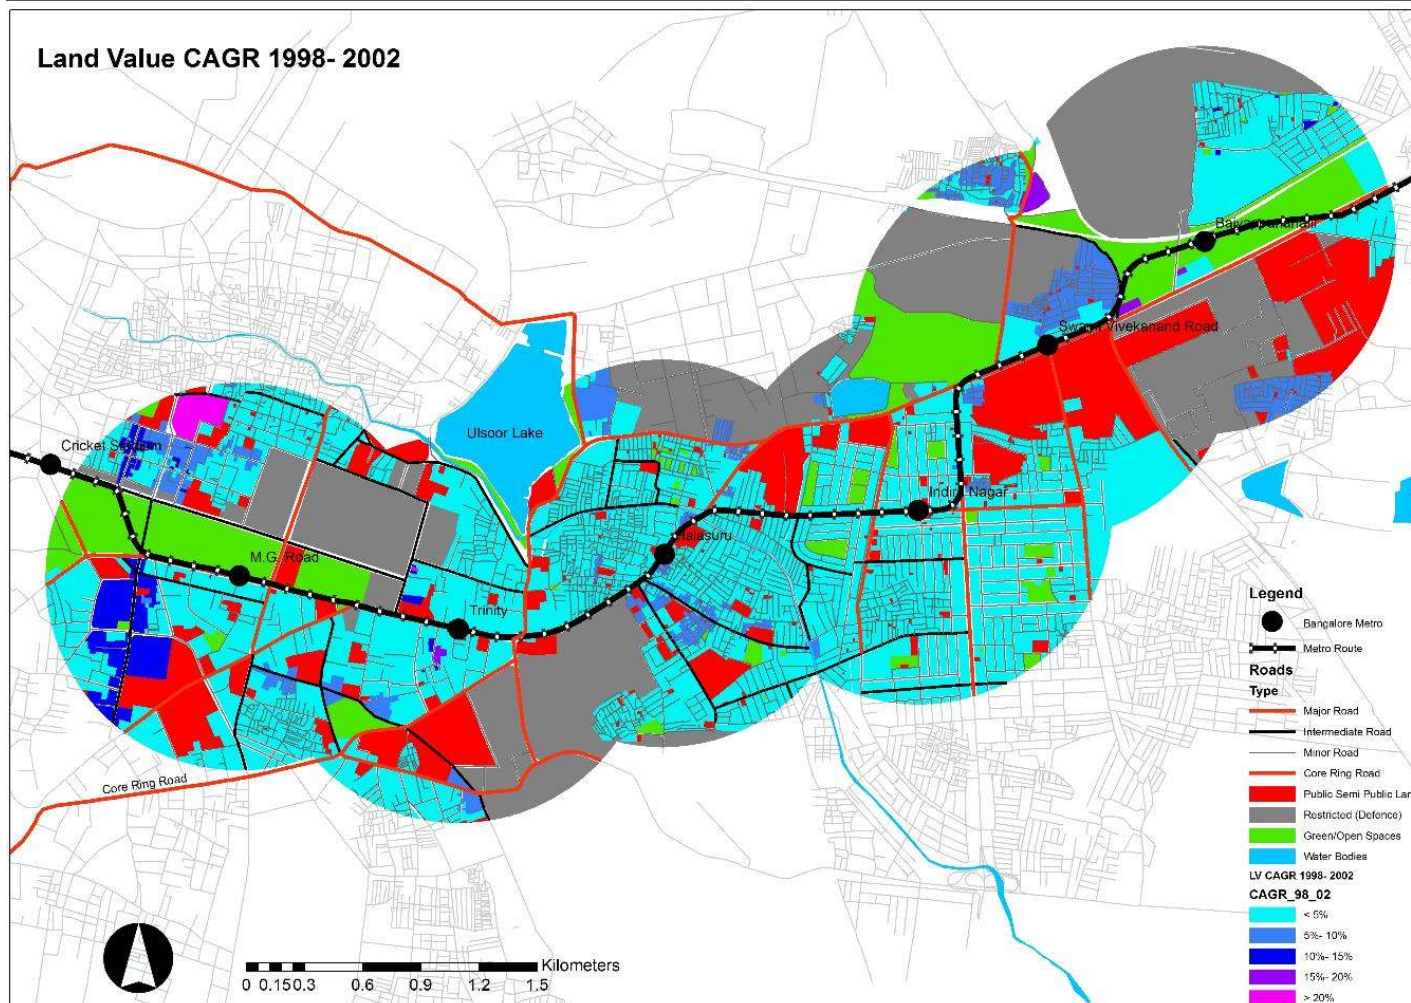 Land Value CAGR 1998- 2002
Baiyappanahalli
Swami Vivekanand Road
Ulsoor Lake
Cricket Stadium
Indira Nagar
Halasuru
M.G. Road
Trinity
Core Ring Road
Legend
Bangalore Metro
Metro Route
Roads
Type
Major Road
Intermediate Road
Minor Road
Core Ring Road
Public Semi Public Lan
Restricted (Defence)
Green/Open Spaces
Water Bodies
LV CAGR 1998- 2002
CAGR_98_02
< 5%
5%- 10%
10%- 15%
15%- 20%
> 20%
Kilometers
0 0.15 0.3 0.6 0.9 1.2 1.5